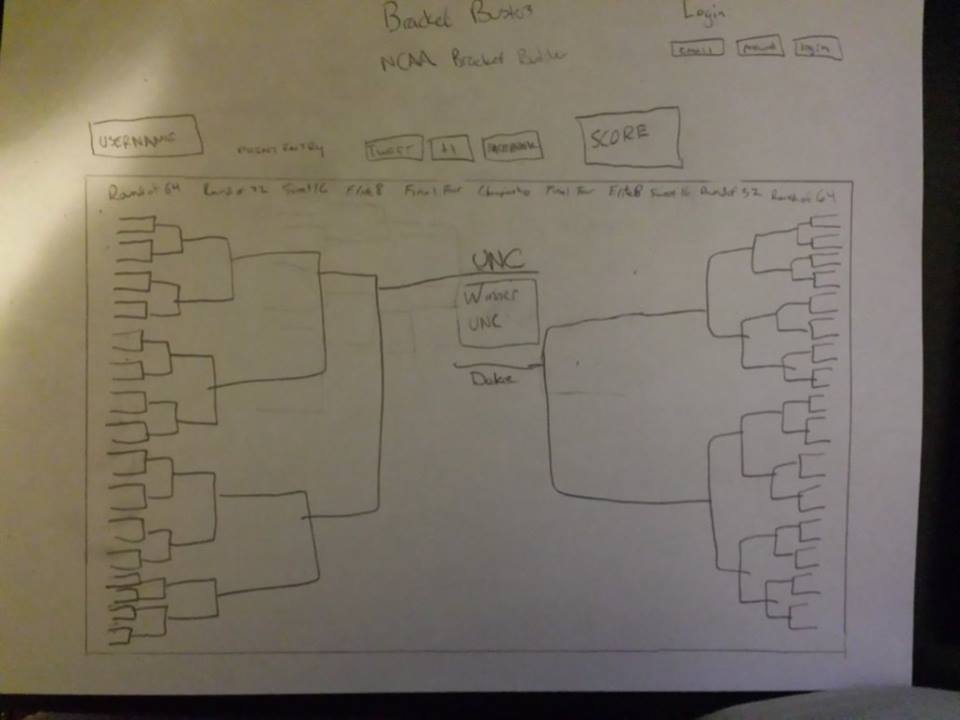 Bracket Busters
Login
NCAA Bracket Builder
email
login
USERNAME
PRINT ENTRY
TWEET
+1
FACEBOOK
SCORE
Round of 64 Round of 32 Sweet 16 Elite 8 Final Four Championship Final Four Elite 8 Sweet 16 Round of 32 Round of 64
UNC
Winner
UNC
Duke